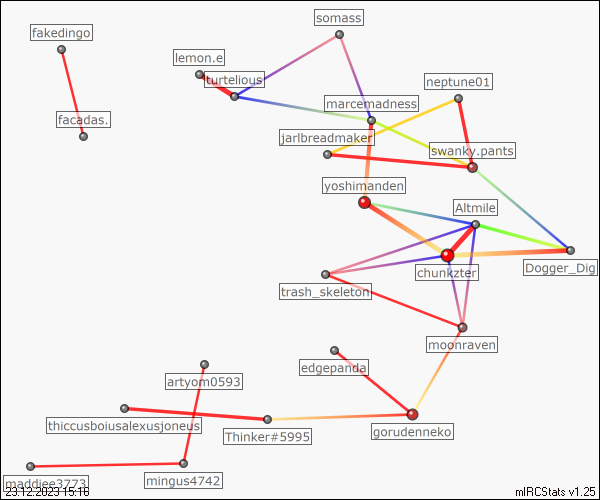 somass
fakedingo
lemon.e
turtelious
neptune01
marcemadness
facadas.
jarlbreadmaker
swanky.pants
yoshimanden
Altmile
chunkzter
Dogger_Dig
trash_skeleton
moonraven
edgepanda
artyom0593
thiccusboiusalexusjoneus
Thinker#5995
gorudenneko
maddiee3773
mingus4742
23.12.2023 15:16
mIRCStats v1.25